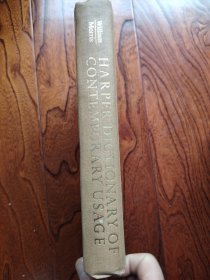 William
Morris
HARPER DICTIONARY OF
CONTEMPORARY USAGE